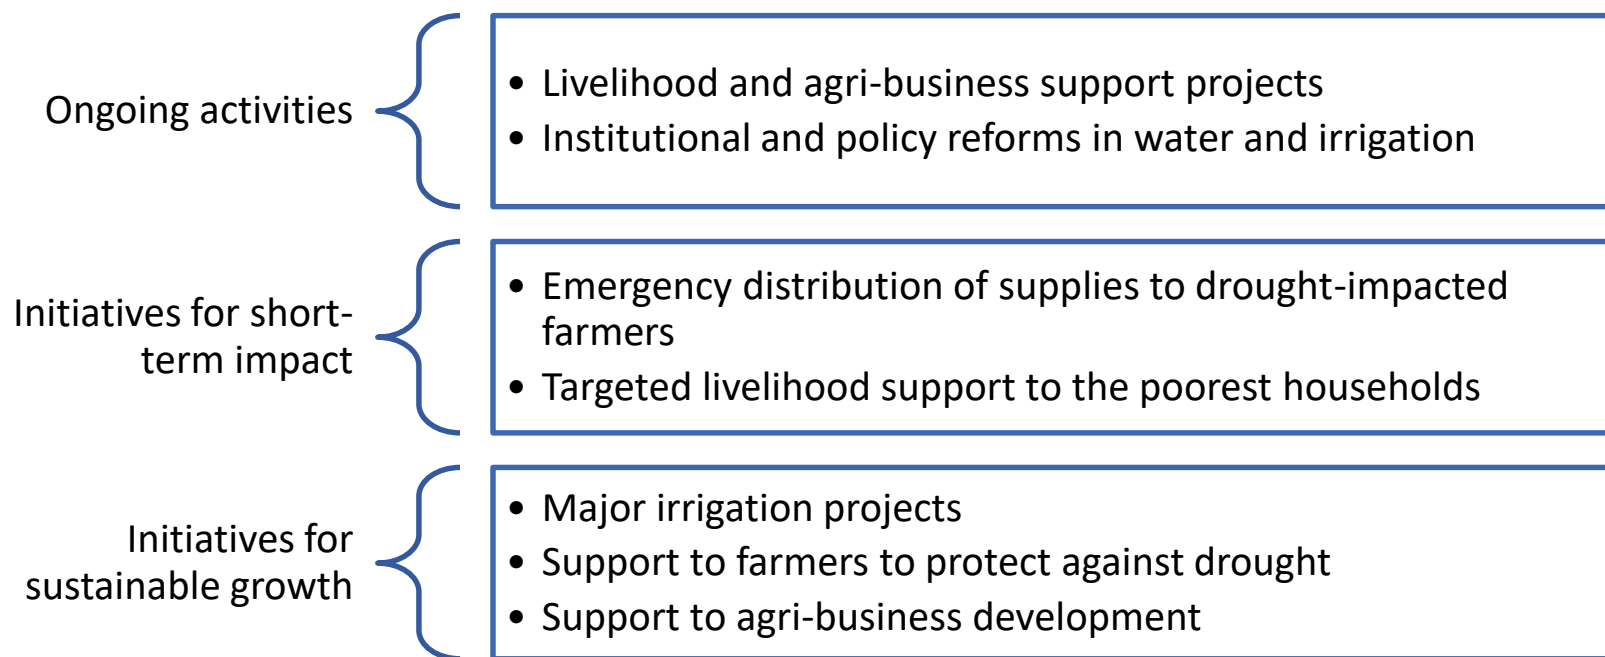 Ongoing activities
• Livelihood and agri-business support projects
• Institutional and policy reforms in water and irrigation
Initiatives for short-
term impact
• Emergency distribution of supplies to drought-impacted
farmers
• Targeted livelihood support to the poorest households
Initiatives for
sustainable growth
• Major irrigation projects
• Support to farmers to protect against drought
• Support to agri-business development